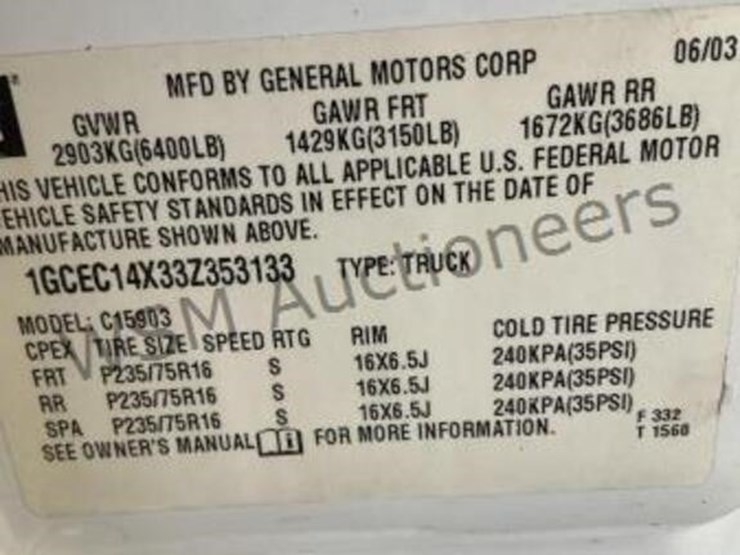 06/03
MFD BY GENERAL MOTORS CORP
GVWR GAWR FRT GAWR RR
2903KG(6400LB) 1429KG(3150LB) 1672KG(3686LB)
HIS VEHICLE CONFORMS TO ALL APPLICABLE U.S. FEDERAL MOTOR
EHICLE SAFETY STANDARDS IN EFFECT ON THE DATE OF
MANUFACTURE SHOWN ABOVE.
1GCEC14X33Z353133 TYPE: TRUCK
MODEL: C15903
CPEX TIRE SIZE SPEED RTG RIM COLD TIRE PRESSURE
FRT P235/75R16 S 16X6.5J 240KPA(35PSI)
RR P235/75R16 S 16X6.5J 240KPA(35PSI)
SPA P235/75R16 S 16X6.5J 240KPA(35PSI)
SEE OWNER'S MANUAL i FOR MORE INFORMATION.
F 332
T 1560
Auctioneers